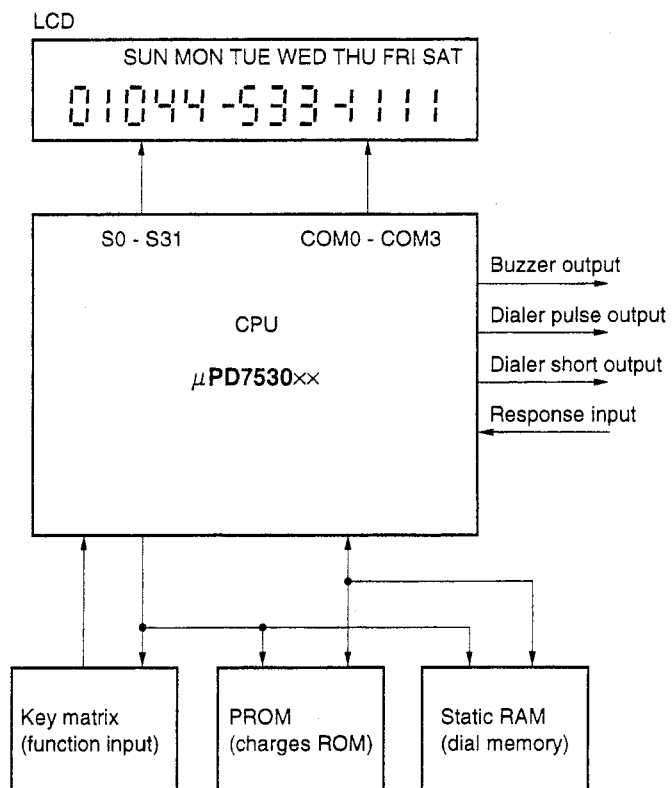 LCD
SUN MON TUE WED THU FRI SAT
01044-533-1111
S0 - S31 COM0 - COM3
CPU
μPD7530××
Buzzer output
Dialer pulse output
Dialer short output
Response input
Key matrix
(function input)
PROM
(charges ROM)
Static RAM
(dial memory)